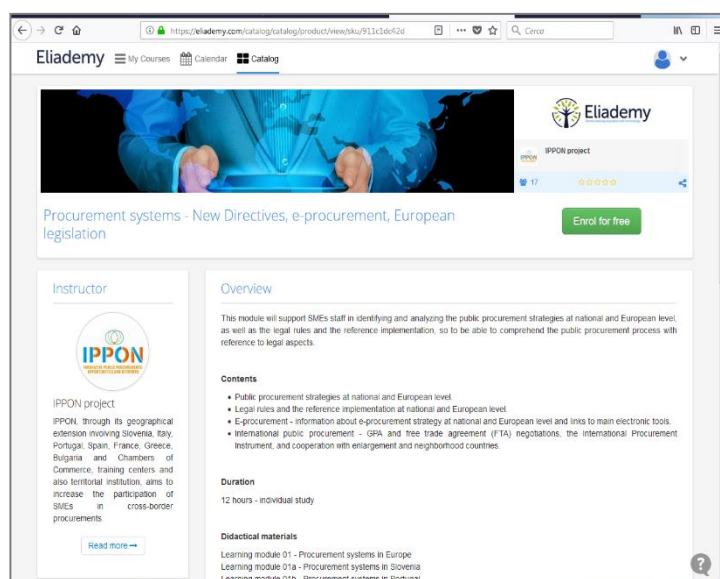 https://eliademy.com/catalog/catalog/product/view/sku/911c1dc42d
Cerca
Eliademy My Courses Calendar Catalog
Eliademy
IPPON project
17
Procurement systems - New Directives, e-procurement, European
legislation
Enrol for free
Instructor
IPPON
IPPON project
IPPON, through its geographical
extension involving Slovenia, Italy,
Portugal, Spain, France, Greece,
Bulgaria and Chambers of
Commerce, training centers and
also territorial institution, aims to
increase the participation of
SMEs in cross-border
procurements.
Read more
Overview
This module will support SMEs staff in identifying and analyzing the public procurement strategies at national and European level,
as well as the legal rules and the reference implementation, so to be able to comprehend the public procurement process with
reference to legal aspects.
Contents
Public procurement strategies at national and European level.
Legal rules and the reference implementation at national and European level.
E-procurement - information about e-procurement strategy at national and European level and links to main electronic tools.
International public procurement - GPA and free trade agreement (FTA) negotiations, the International Procurement
Instrument, and cooperation with enlargement and neighborhood countries.
Duration
12 hours - individual study
Didactical materials
Learning module 01 - Procurement systems in Europe
Learning module 01a - Procurement systems in Slovenia
Learning module 01b - Procurement systems in Portugal